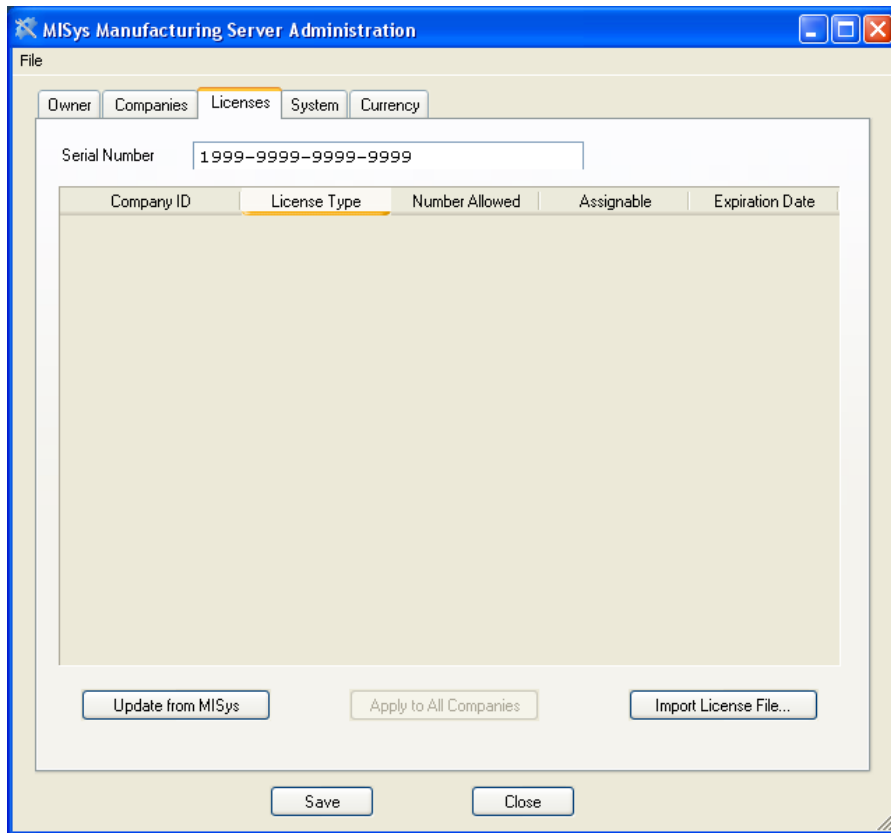 MISys Manufacturing Server Administration
File
Owner Companies Licenses System Currency
Serial Number 1999-9999-9999-9999
Company ID License Type Number Allowed Assignable Expiration Date
Update from MISys Apply to All Companies Import License File...
Save Close